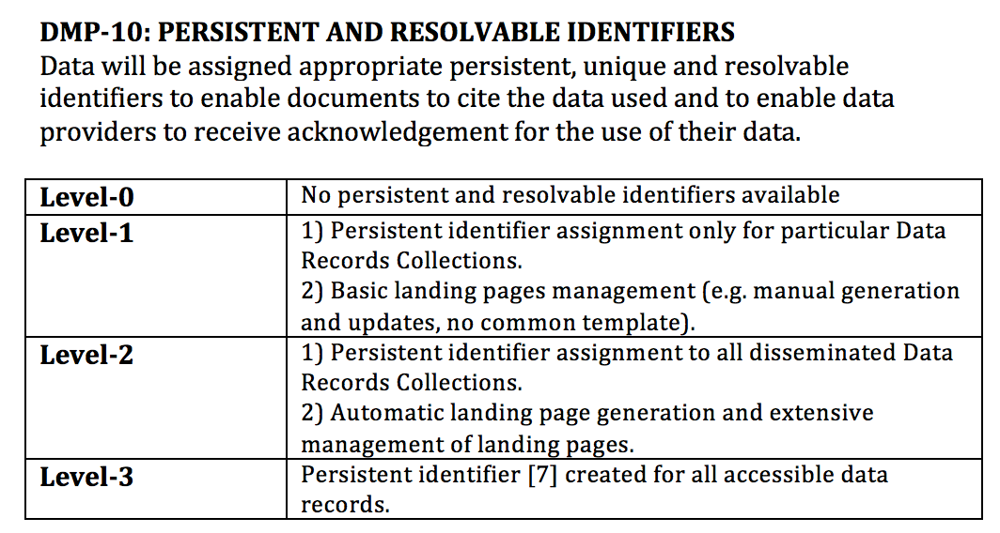 DMP-10: PERSISTENT AND RESOLVABLE IDENTIFIERS
Data will be assigned appropriate persistent, unique and resolvable
identifiers to enable documents to cite the data used and to enable data
providers to receive acknowledgement for the use of their data.
Level-0
No persistent and resolvable identifiers available
Level-1
1) Persistent identifier assignment only for particular Data
Records Collections.
2) Basic landing pages management (e.g. manual generation
and updates, no common template).
Level-2
1) Persistent identifier assignment to all disseminated Data
Records Collections.
2) Automatic landing page generation and extensive
management of landing pages.
Level-3
Persistent identifier [7] created for all accessible data
records.